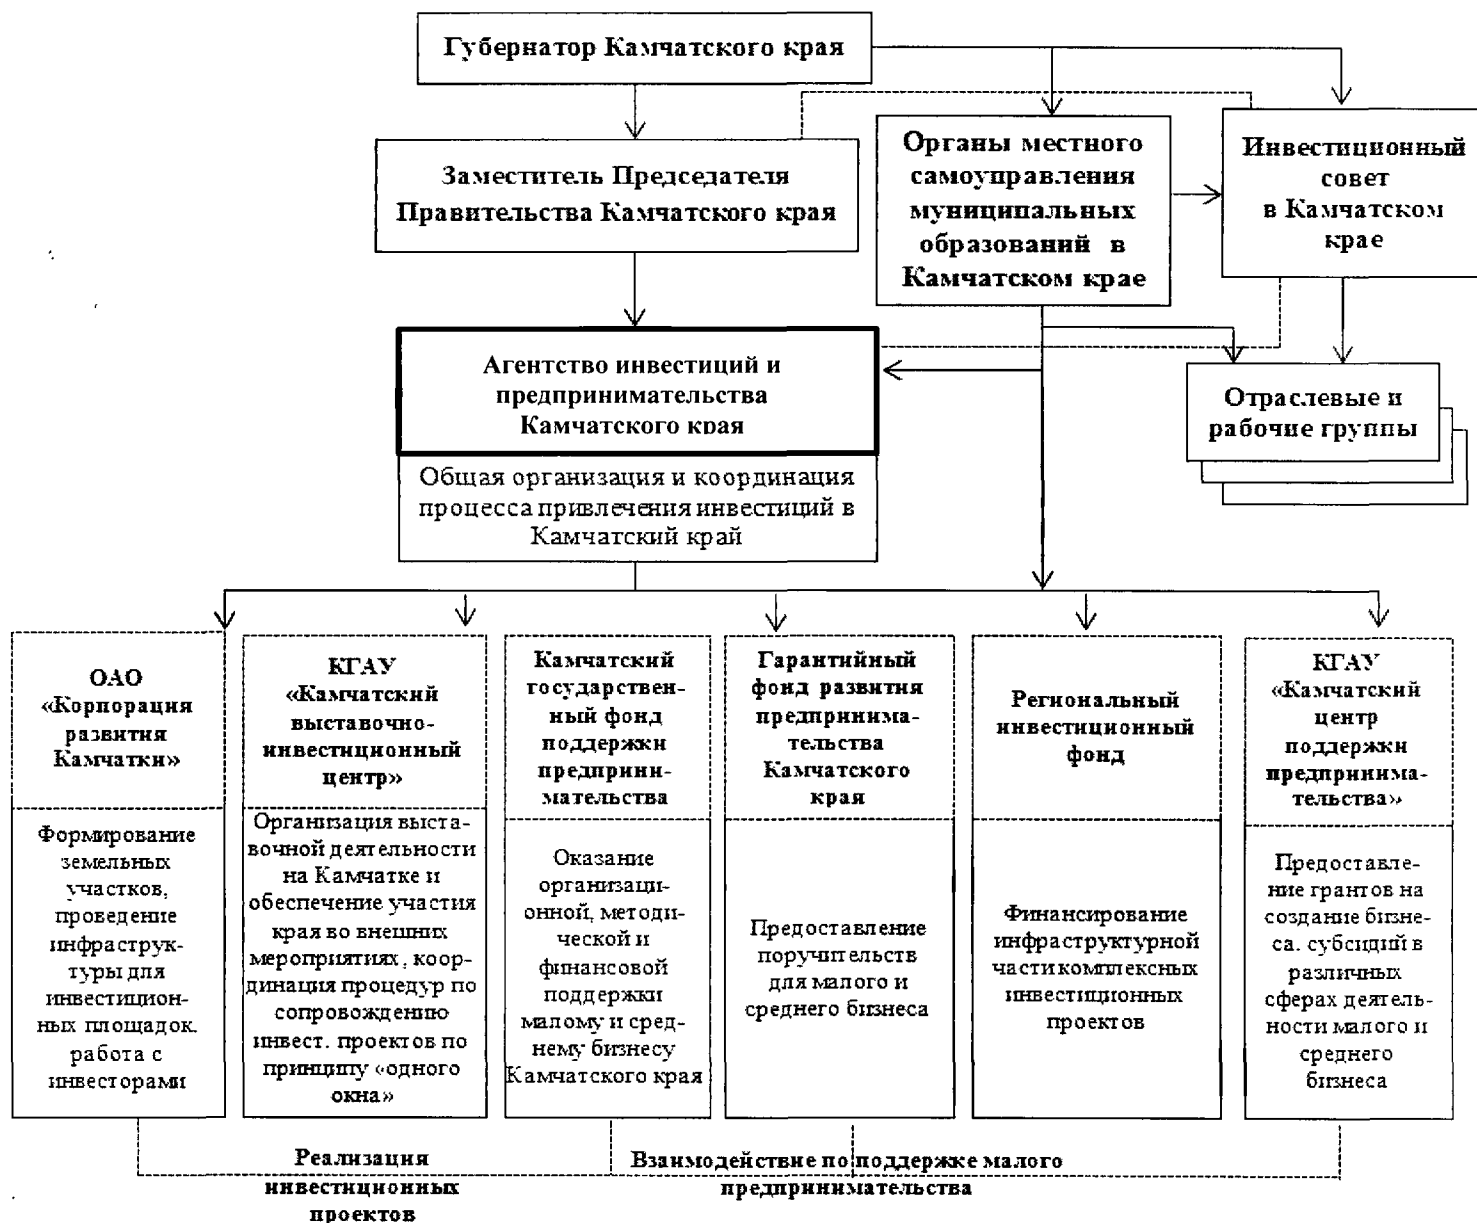 Губернатор Камчатского края
Заместитель Председателя
Правительства Камчатского края
Органы местного
самоуправления
муниципальных
образований в
Камчатском крае
Инвестиционный
совет
в Камчатском
крае
Агентство инвестиций и
предпринимательства
Камчатского края
Общая организация и координация
процесса привлечения инвестиций в
Камчатский край
Отраслевые и
рабочие группы
ОАО
«Корпорация
развития
Камчатки»
Формирование
земельных
участков,
проведение
инфраструк-
туры для
инвестицион-
ных площадок,
работа с
инвесторами
КГАУ
«Камчатский
выставочно-
инвестиционный
центр»
Организация выста-
вочной деятельности
на Камчатке и
обеспечение участия
края во внешних
мероприятиях, коор-
динация процедур по
сопровождению
инвест. проектов по
принципу «одного
окна»
Камчатский
государствен-
ный фонд
поддержки
предприни-
мательства
Оказание
организаци-
онной, методи-
ческой и
финансовой
поддержки
малому и сред-
нему бизнесу
Камчатского края
Гарантийный
фонд развития
предпринима-
тельства
Камчатского
края
Предоставление
поручительств
для малого и
среднего бизнеса
Региональный
инвестиционный
фонд
Финансирование
инфраструктурной
части комплексных
инвестиционных
проектов
КГАУ
«Камчатский
центр
поддержки
предпринима-
тельства»
Предоставле-
ние грантов на
создание бизне-
са, субсидий в
различных
сферах деятель-
ности малого и
среднего
бизнеса
Реализация
инвестиционных
проектов
Взаимодействие по поддержке малого
предпринимательства